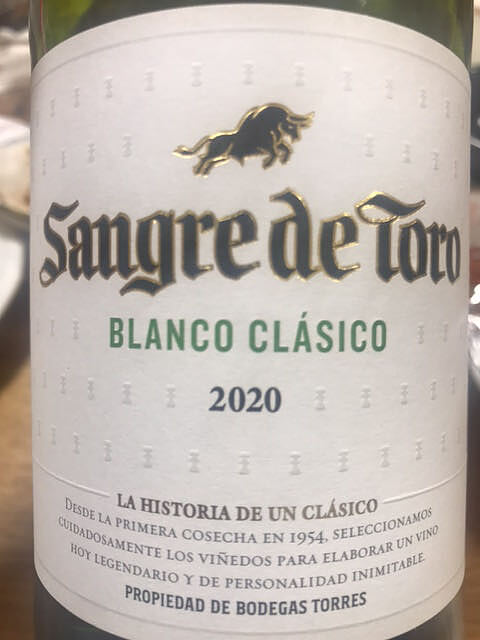 Sangre de Toro
BLANCO CLÁSICO
2020
LA HISTORIA DE UN CLÁSICO
DESDE LA PRIMERA COSECHA EN 1954, SELECCIONAMOS
CUIDADOSAMENTE LOS VIÑEDOS PARA ELABORAR UN VINO
HOY LEGENDARIO Y DE PERSONALIDAD INIMITABLE.
PROPIEDAD DE BODEGAS TORRES